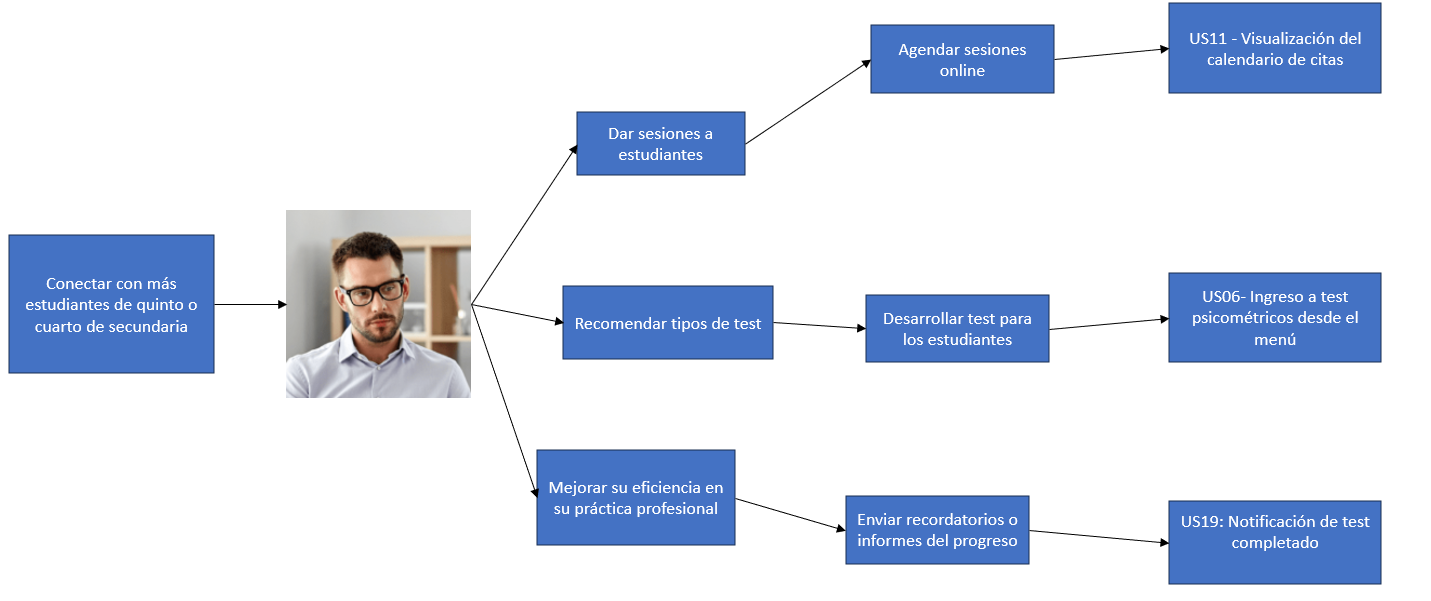 Conectar con más
estudiantes de quinto o
cuarto de secundaria
Dar sesiones a
estudiantes
Agendar sesiones
online
US11 - Visualización del
calendario de citas
Recomendar tipos de test
Desarrollar test para
los estudiantes
US06- Ingreso a test
psicométricos desde el
menú
Mejorar su eficiencia en
su práctica profesional
Enviar recordatorios o
informes del progreso
US19: Notificación de test
completado